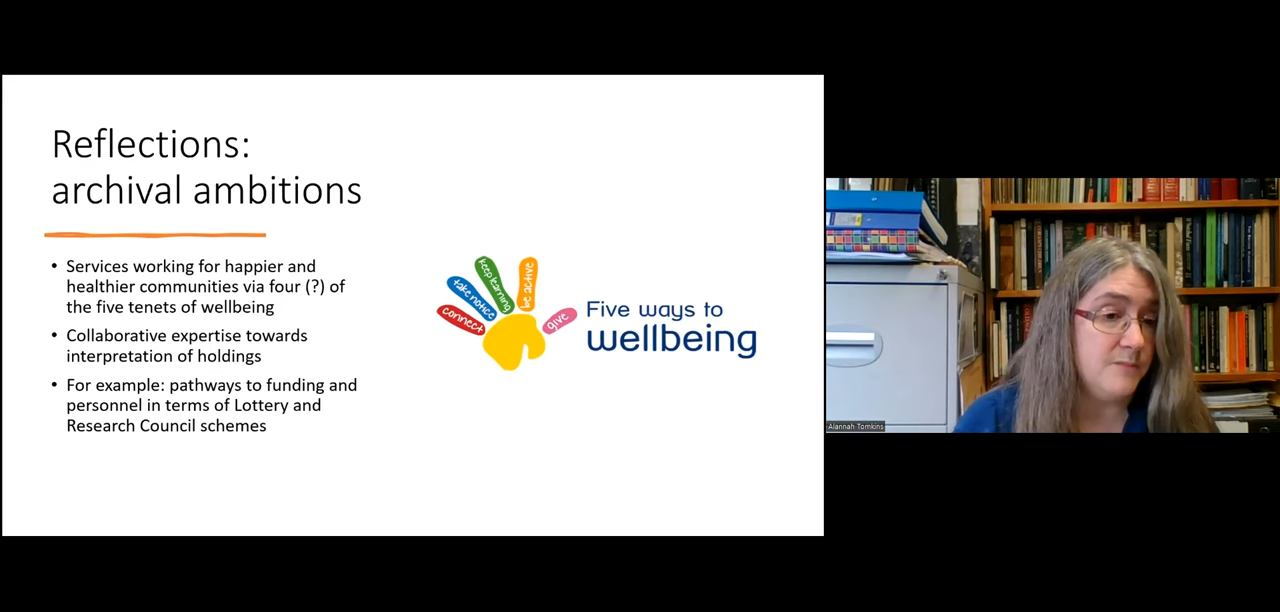 Reflections:
archival ambitions
• Services working for happier and
healthier communities via four (?) of
the five tenets of wellbeing
• Collaborative expertise towards
interpretation of holdings
• For example: pathways to funding and
personnel in terms of Lottery and
Research Council schemes
connect
take notice
keep learning
be active
give
Five ways to
wellbeing
Alannah Tomkins